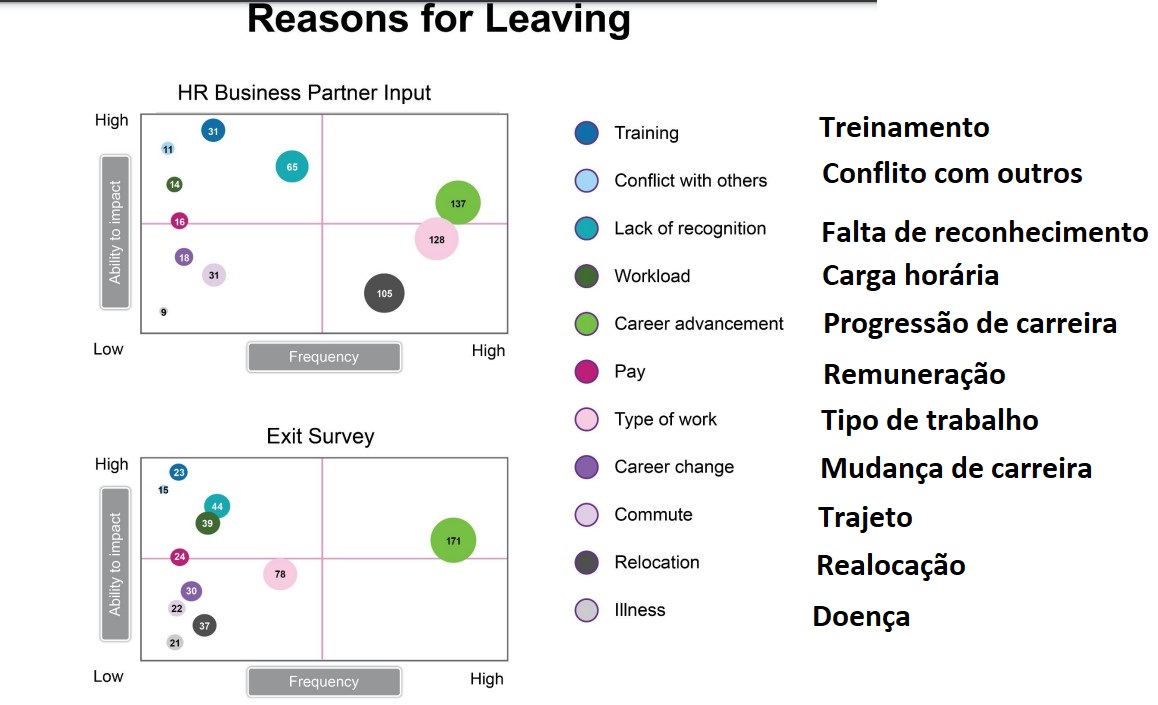 Reasons for Leaving
HR Business Partner Input
High
Ability to impact
31
11
65
14
137
16
128
18
31
105
9
Low
Frequency
High
Exit Survey
High
Ability to impact
23
15
44
39
171
24
78
30
22
37
21
Low
Frequency
High
Training Treinamento
Conflict with others Conflito com outros
Lack of recognition Falta de reconhecimento
Workload Carga horária
Career advancement Progressão de carreira
Pay Remuneração
Type of work Tipo de trabalho
Career change Mudança de carreira
Commute Trajeto
Relocation Realocação
Illness Doença